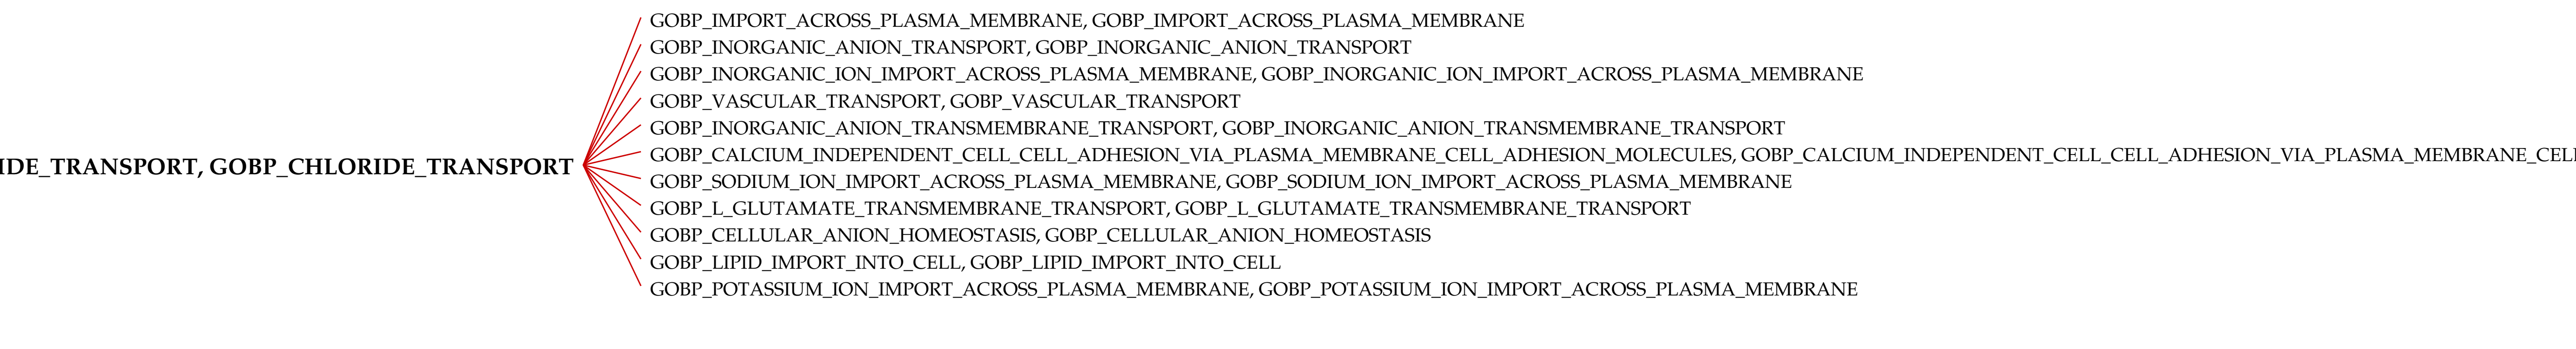 GOBP_IMPORT_ACROSS_PLASMA_MEMBRANE, GOBP_IMPORT_ACROSS_PLASMA_MEMBRANE
GOBP_INORGANIC_ANION_TRANSPORT, GOBP_INORGANIC_ANION_TRANSPORT
GOBP_INORGANIC_ION_IMPORT_ACROSS_PLASMA_MEMBRANE, GOBP_INORGANIC_ION_IMPORT_ACROSS_PLASMA_MEMBRANE
GOBP_VASCULAR_TRANSPORT, GOBP_VASCULAR_TRANSPORT
GOBP_INORGANIC_ANION_TRANSMEMBRANE_TRANSPORT, GOBP_INORGANIC_ANION_TRANSMEMBRANE_TRANSPORT
GOBP_CALCIUM_INDEPENDENT_CELL_CELL_ADHESION_VIA_PLASMA_MEMBRANE_CELL_ADHESION_MOLECULES, GOBP_CALCIUM_INDEPENDENT_CELL_CELL_ADHESION_VIA_PLASMA_MEMBRANE_CEL
IDE_TRANSPORT, GOBP_CHLORIDE_TRANSPORT
GOBP_SODIUM_ION_IMPORT_ACROSS_PLASMA_MEMBRANE, GOBP_SODIUM_ION_IMPORT_ACROSS_PLASMA_MEMBRANE
GOBP_L_GLUTAMATE_TRANSMEMBRANE_TRANSPORT, GOBP_L_GLUTAMATE_TRANSMEMBRANE_TRANSPORT
GOBP_CELLULAR_ANION_HOMEOSTASIS, GOBP_CELLULAR_ANION_HOMEOSTASIS
GOBP_LIPID_IMPORT_INTO_CELL, GOBP_LIPID_IMPORT_INTO_CELL
GOBP_POTASSIUM_ION_IMPORT_ACROSS_PLASMA_MEMBRANE, GOBP_POTASSIUM_ION_IMPORT_ACROSS_PLASMA_MEMBRANE